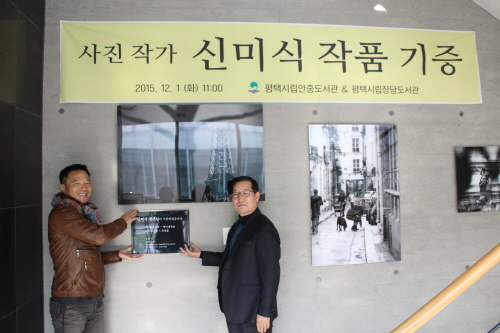 사진 작가 신미식 작품 기증
2015. 12. 1 (화) 11:00 평택시립안중도서관 & 평택시립장당도서관